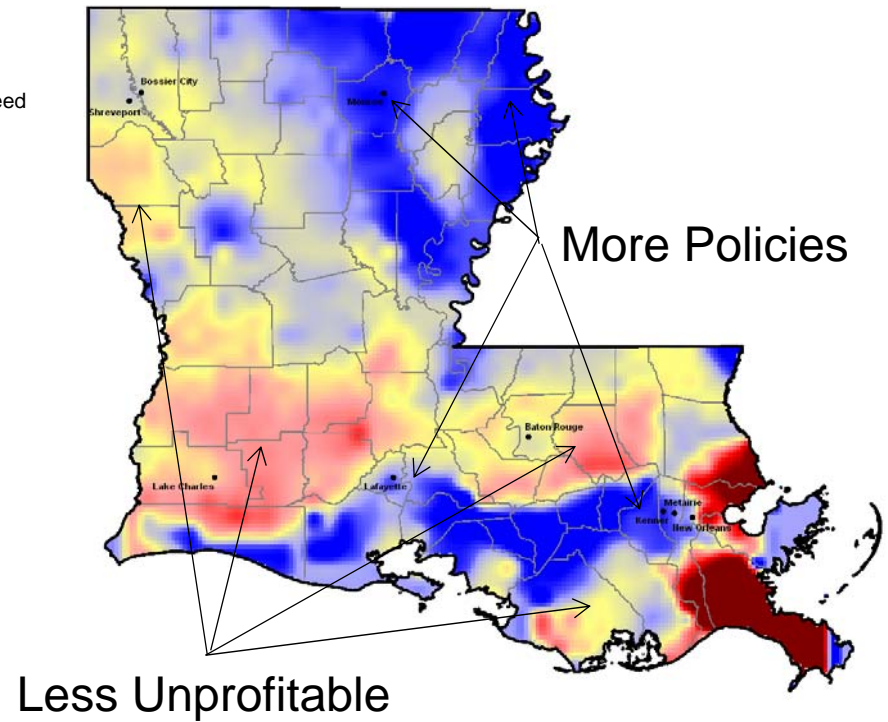 Bossier City
eed
Shreveport
Monroe
More Policies
Baton Rouge
Lake Charles
Lafayette
Metairie
Kenner
New Orleans
Less Unprofitable